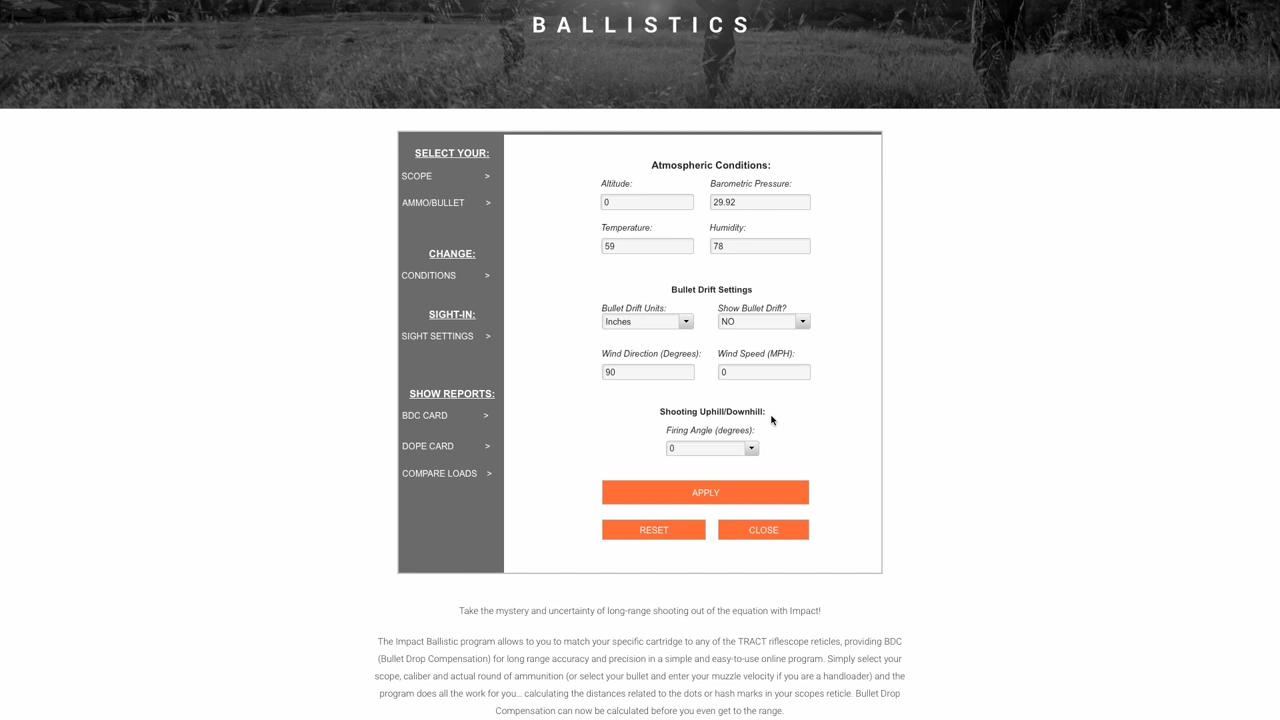 BALLISTICS
SELECT YOUR:
SCOPE >
AMMO/BULLET >
CHANGE:
CONDITIONS >
SIGHT-IN:
SIGHT SETTINGS >
SHOW REPORTS:
BDC CARD >
DOPE CARD >
COMPARE LOADS >
Atmospheric Conditions:
Altitude: Barometric Pressure:
0 29.92
Temperature: Humidity:
59 78
Bullet Drift Settings
Bullet Drift Units: Show Bullet Drift?
Inches NO
Wind Direction (Degrees): Wind Speed (MPH):
90 0
Shooting Uphill/Downhill:
Firing Angle (degrees):
0
APPLY
RESET CLOSE
Take the mystery and uncertainty of long-range shooting out of the equation with Impact!
The Impact Ballistic program allows to you to match your specific cartridge to any of the TRACT riflescope reticles, providing BDC
(Bullet Drop Compensation) for long range accuracy and precision in a simple and easy-to-use online program. Simply select your
scope, caliber and actual round of ammunition (or select your bullet and enter your muzzle velocity if you are a handloader) and the
program does all the work for you... calculating the distances related to the dots or hash marks in your scopes reticle. Bullet Drop
Compensation can now be calculated before you even get to the range.